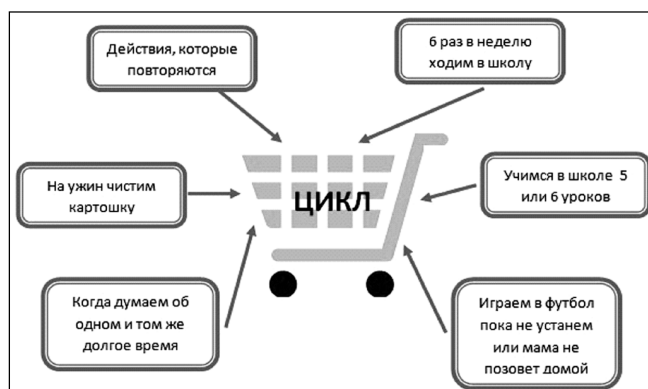 Действия, которые
повторяются
6 раз в неделю
ходим в школу
На ужин чистим
картошку
ЦИКЛ
Учимся в школе 5
или 6 уроков
Когда думаем об
одном и том же
долгое время
Играем в футбол
пока не устанем
или мама не
позовет домой